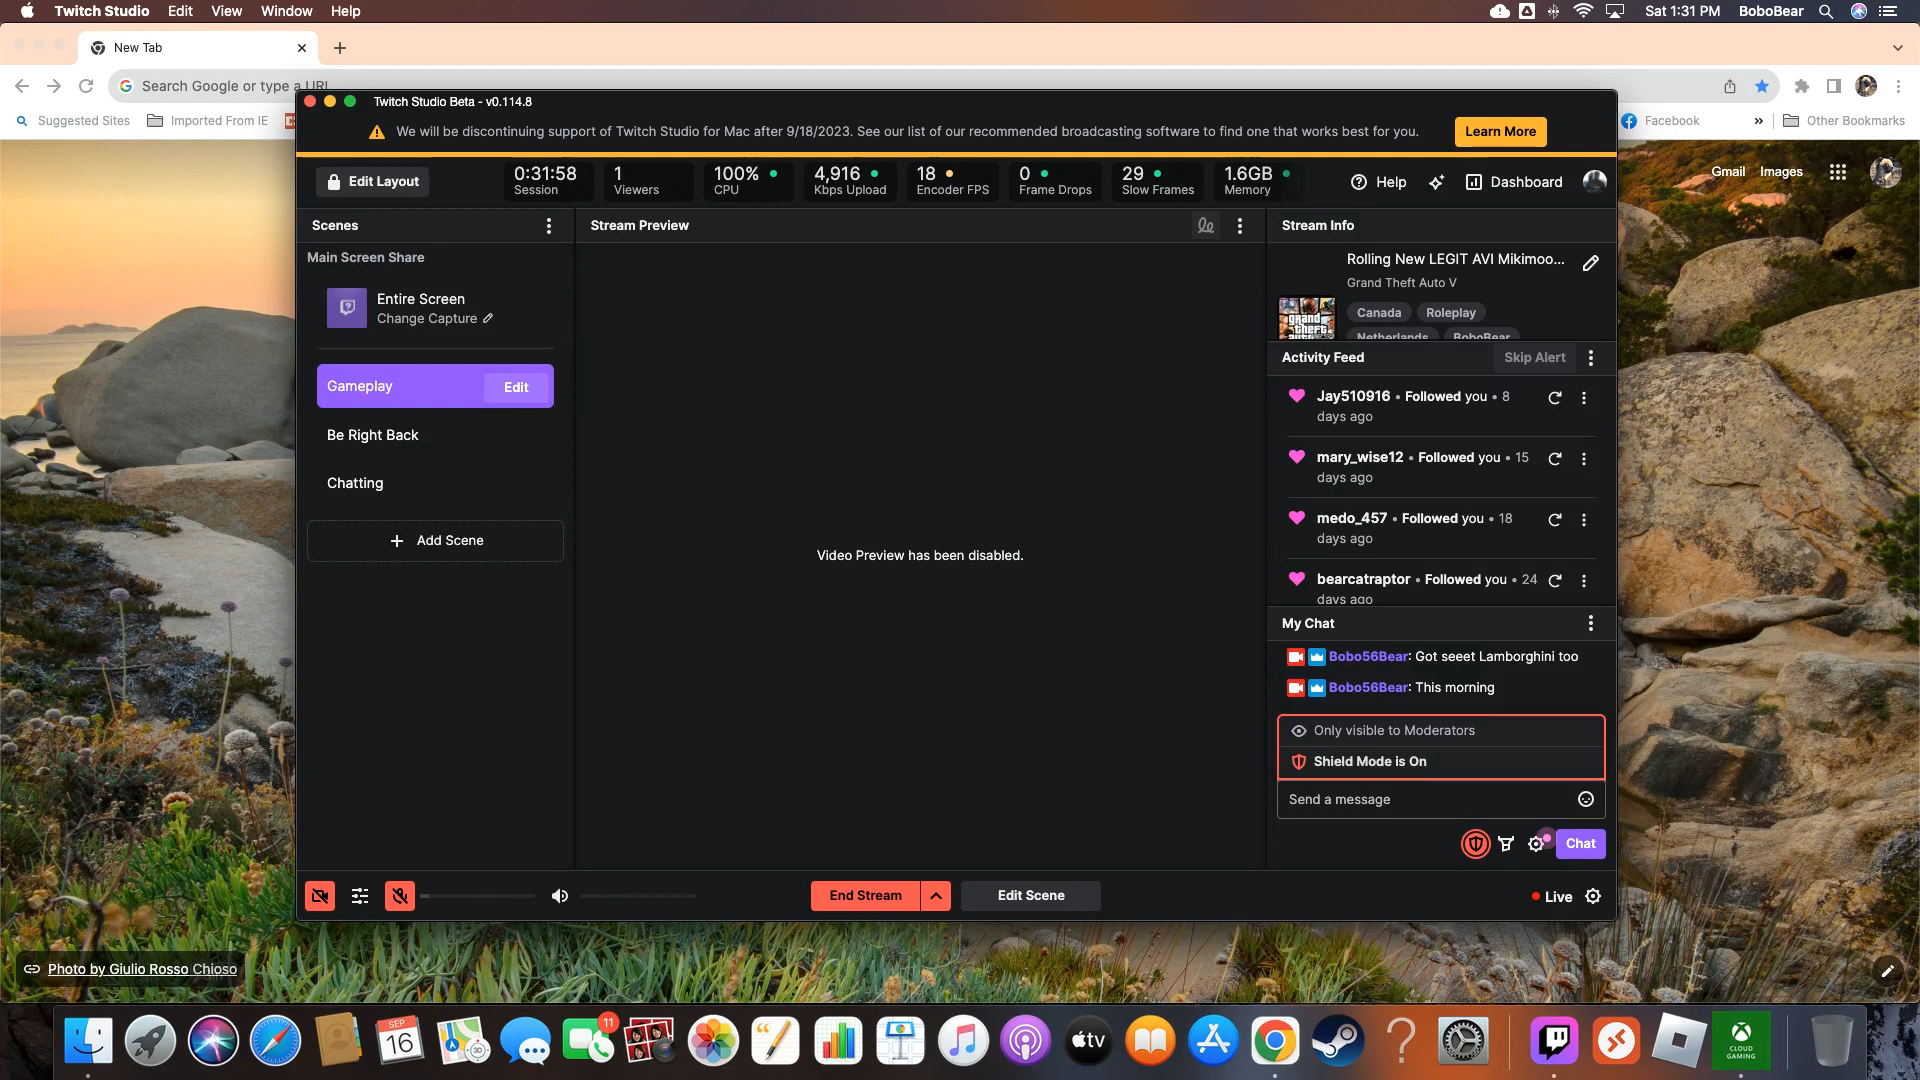 Twitch Studio Edit View Window Help
Sat 1:31 PM BoboBear
New Tab
Search Google or type a URL
Suggested Sites Imported From IE
Facebook » Other Bookmarks
Twitch Studio Beta - v0.114.8
We will be discontinuing support of Twitch Studio for Mac after 9/18/2023. See our list of our recommended broadcasting software to find one that works best for you.
Learn More
Gmail Images
Edit Layout
0:31:58 1 100% 4,916 18 0 29 1.6GB
Session Viewers CPU Kbps Upload Encoder FPS Frame Drops Slow Frames Memory
Help Dashboard
Scenes
Main Screen Share
Entire Screen
Change Capture
Gameplay Edit
Be Right Back
Chatting
+ Add Scene
Stream Preview
Video Preview has been disabled.
Stream Info
Rolling New LEGIT AVI Mikimoo...
Grand Theft Auto V
grand
theft
auto
Canada Roleplay
Netherlands BoboBear
Activity Feed Skip Alert
Jay510916 • Followed you • 8
days ago
mary_wise12 • Followed you • 15
days ago
medo_457 • Followed you • 18
days ago
bearcatraptor • Followed you • 24
days ago
My Chat
Bobo56Bear: Got seeet Lamborghini too
Bobo56Bear: This morning
Only visible to Moderators
Shield Mode is On
Send a message
Chat
End Stream
Edit Scene
Live
Photo by Giulio Rosso Chioso
SEP
16
3D
11
tv
CLOUD
GAMING